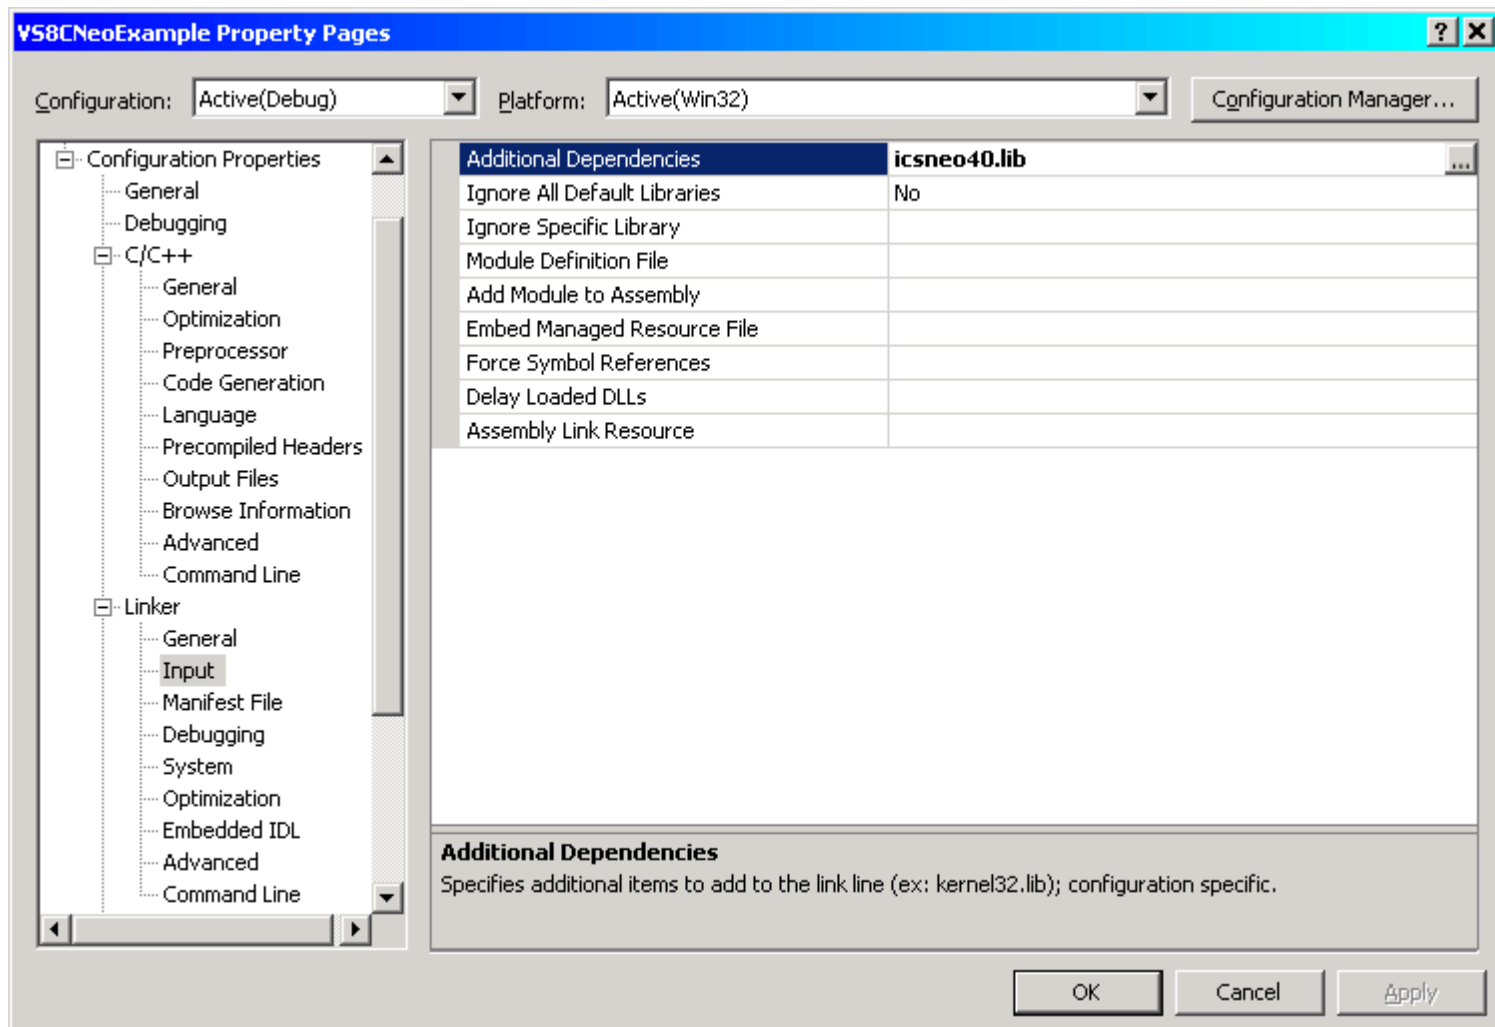 VS8CNeoExample Property Pages
Configuration: Active(Debug) Platform: Active(Win32) Configuration Manager...
Configuration Properties
General
Debugging
C/C++
General
Optimization
Preprocessor
Code Generation
Language
Precompiled Headers
Output Files
Browse Information
Advanced
Command Line
Linker
General
Input
Manifest File
Debugging
System
Optimization
Embedded IDL
Advanced
Command Line
Additional Dependencies icsneo40.lib ...
Ignore All Default Libraries No
Ignore Specific Library
Module Definition File
Add Module to Assembly
Embed Managed Resource File
Force Symbol References
Delay Loaded DLLs
Assembly Link Resource
Additional Dependencies
Specifies additional items to add to the link line (ex: kernel32.lib); configuration specific.
OK Cancel Apply